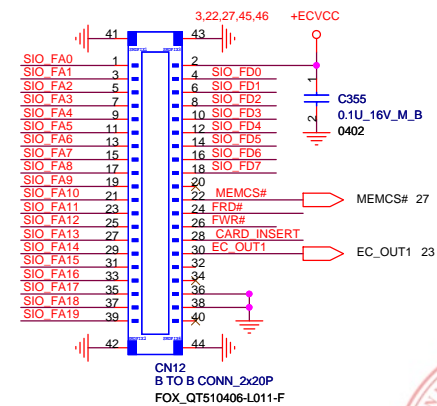 3,22,27,45,46 +ECVCC
41 43
SIO_FA0 1 2
SIO_FA1 3 4 SIO_FD0
SIO_FA2 5 6 SIO_FD1
SIO_FA3 7 8 SIO_FD2
SIO_FA4 9 10 SIO_FD3
SIO_FA5 11 12 SIO_FD4
SIO_FA6 13 14 SIO_FD5
SIO_FA7 15 16 SIO_FD6
SIO_FA8 17 18 SIO_FD7
SIO_FA9 19 20
SIO_FA10 21 22 MEMCS# MEMCS# 27
SIO_FA11 23 24 FRD#
SIO_FA12 25 26 FWR#
SIO_FA13 27 28 CARD_INSERT
SIO_FA14 29 30 EC_OUT1 EC_OUT1 23
SIO_FA15 31 32
SIO_FA16 33 34
SIO_FA17 35 36
SIO_FA18 37 38
SIO_FA19 39 40
42 44
1
C355
0.1U_16V_M_B
2
0402
CN12
B TO B CONN_2x20P
FOX_QT510406-L011-F